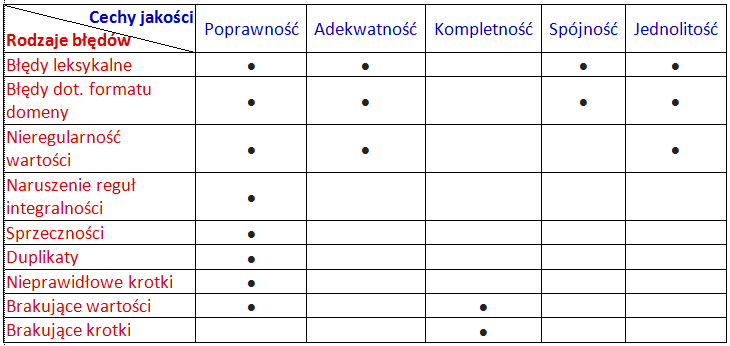 Cechy jakości
Rodzaje błędów
Poprawność Adekwatność Kompletność Spójność Jednolitość
Błędy leksykalne ● ● ● ●
Błędy dot. formatu
domeny ● ● ● ●
Nieregularność
wartości ● ● ●
Naruszenie reguł
integralności ●
Sprzeczności ●
Duplikaty ●
Nieprawidłowe krotki ●
Brakujące wartości ● ●
Brakujące krotki ●